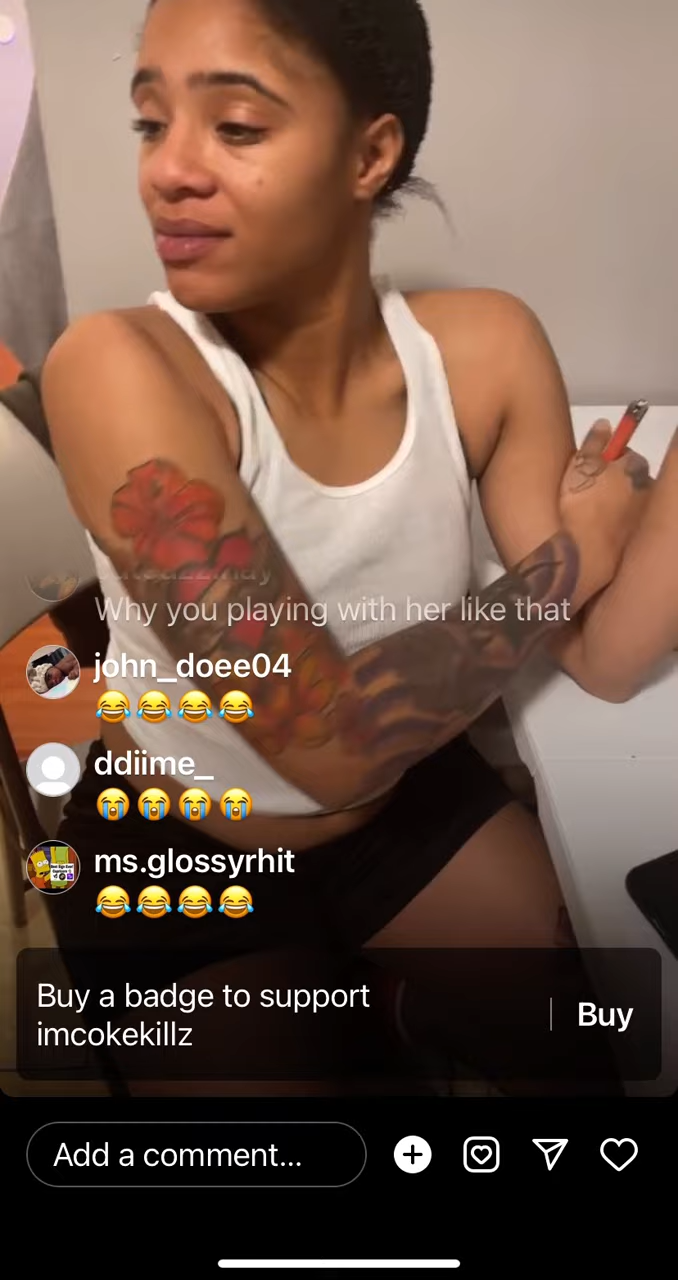 Why you playing with her like that
john_doee04
😂😂😂😂
ddiime_
😭😭😭😭
ms.glossyrhit
😂😂😂😂
Buy a badge to support
imcokekillz
Buy
Add a comment...